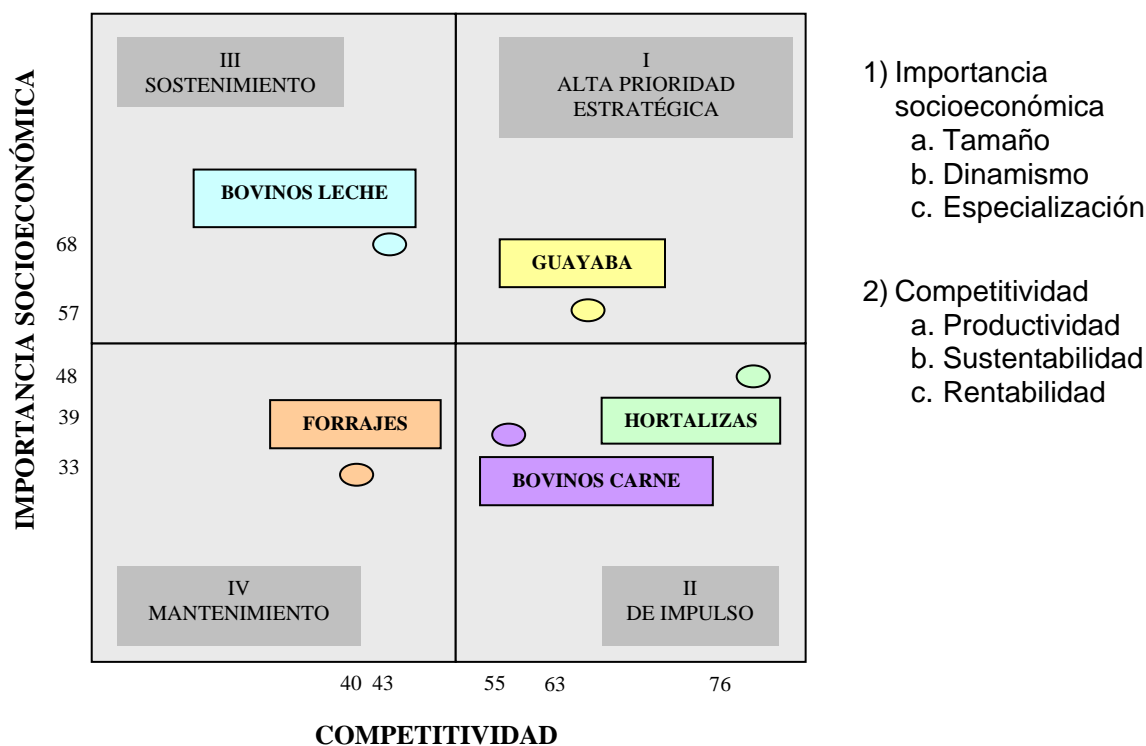 III
SOSTENIMIENTO
I
ALTA PRIORIDAD
ESTRATÉGICA
BOVINOS LECHE
GUAYABA
FORRAJES
HORTALIZAS
BOVINOS CARNE
IV
MANTENIMIENTO
II
DE IMPULSO
IMPORTANCIA SOCIOECONÓMICA
68
57
48
39
33
40 43 55 63 76
COMPETITIVIDAD
1) Importancia
socioeconómica
a. Tamaño
b. Dinamismo
c. Especialización
2) Competitividad
a. Productividad
b. Sustentabilidad
c. Rentabilidad